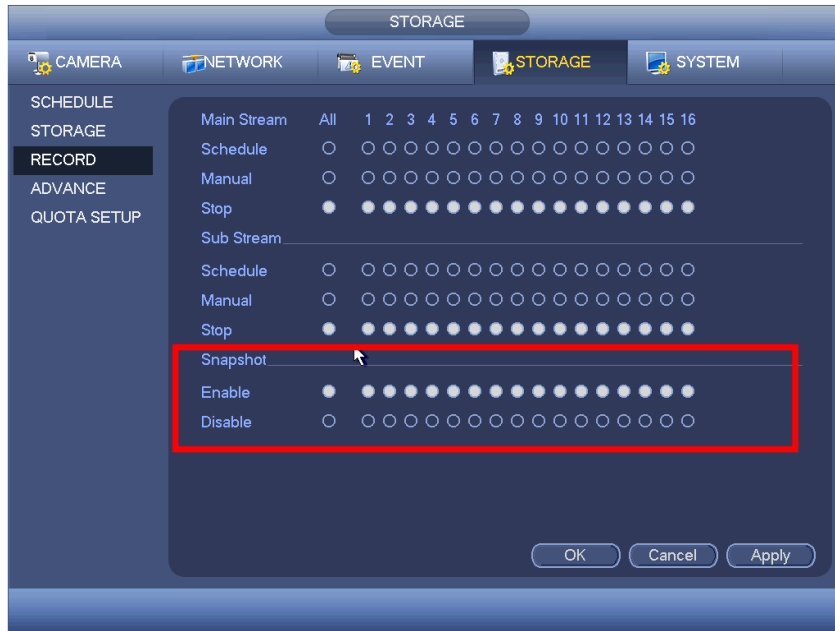 STORAGE
CAMERA NETWORK EVENT STORAGE SYSTEM
SCHEDULE
STORAGE
RECORD
ADVANCE
QUOTA SETUP
Main Stream All 1 2 3 4 5 6 7 8 9 10 11 12 13 14 15 16
Schedule
Manual
Stop
Sub Stream
Schedule
Manual
Stop
Snapshot
Enable
Disable
OK Cancel Apply